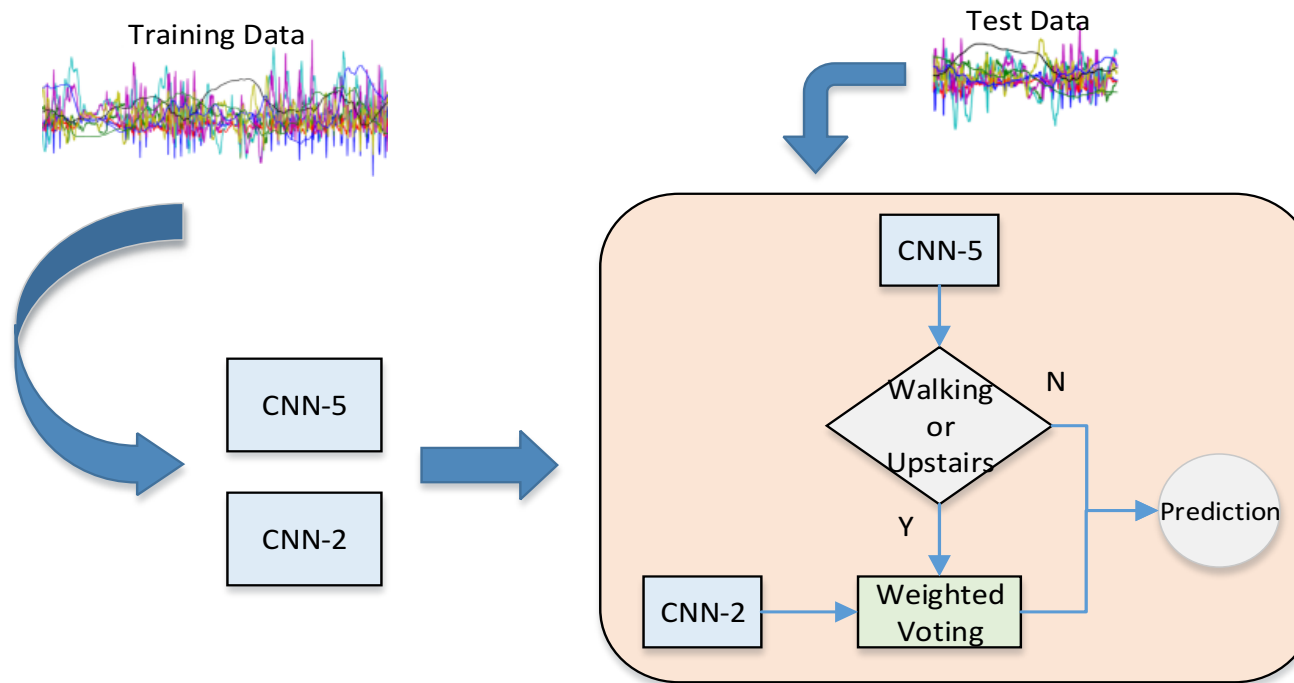 Training Data
Test Data
CNN-5
CNN-2
CNN-5
Walking
or
Upstairs
N
Y
Prediction
CNN-2
Weighted
Voting